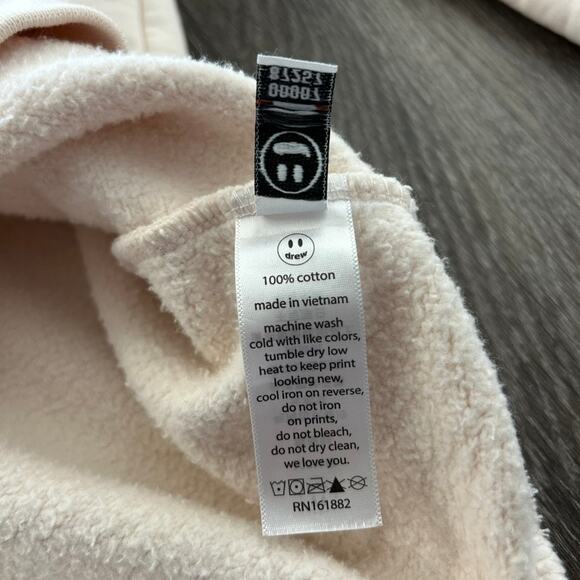 87257
00007
drew
100% cotton
made in vietnam
machine wash
cold with like colors,
tumble dry low
heat to keep print
looking new,
cool iron on reverse,
do not iron
on prints,
do not bleach,
do not dry clean,
we love you.
RN161882